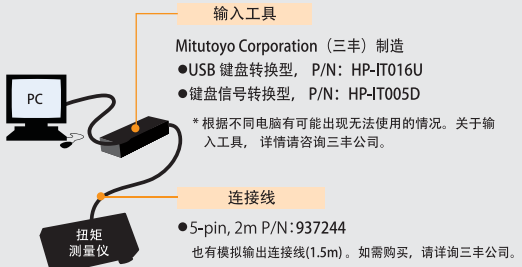 输入工具
Mitutoyo Corporation（三丰）制造
●USB 键盘转换型， P/N：HP-IT016U
●键盘信号转换型， P/N：HP-IT005D
* 根据不同电脑有可能出现无法使用的情况。关于输
入工具， 详情请咨询三丰公司。
PC
连接线
●5-pin, 2m P/N：937244
也有模拟输出连接线(1.5m) 。如需购买，请详询三丰公司。
扭矩
测量仪